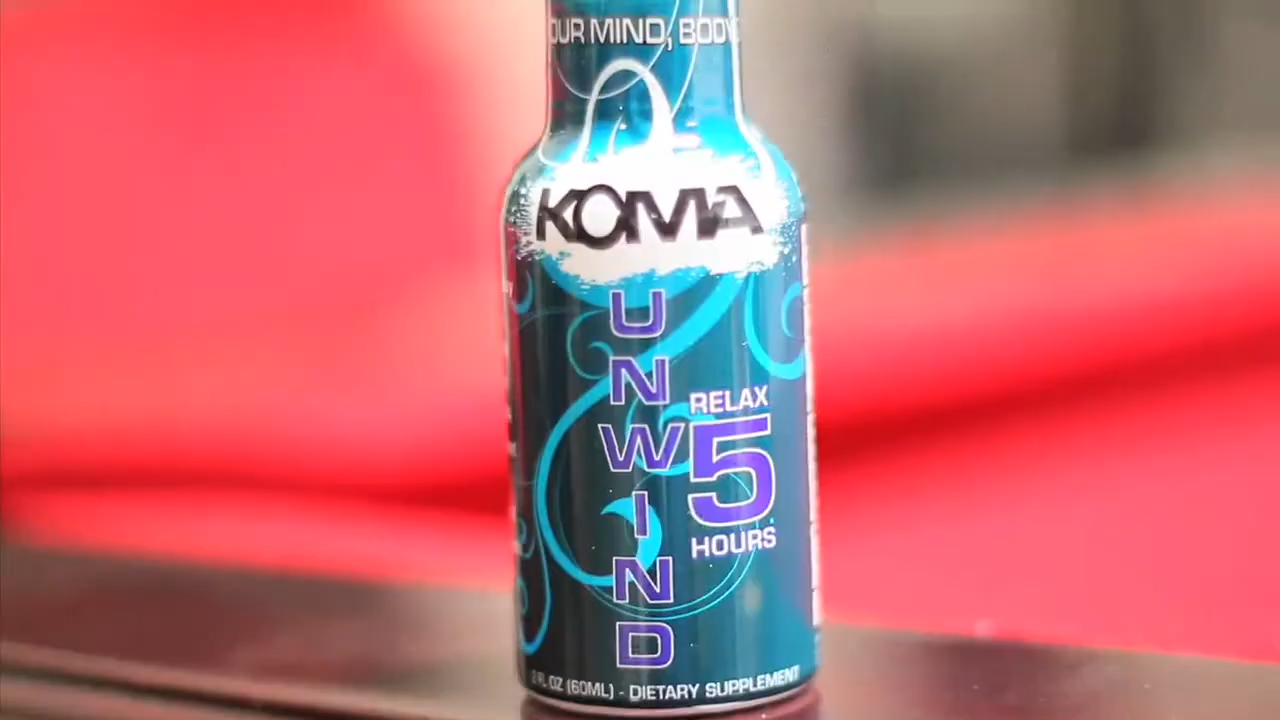 OUR MIND, BODY
KOMA
UNWIND
RELAX
5
HOURS
2 FL OZ (60ML) - DIETARY SUPPLEMENT